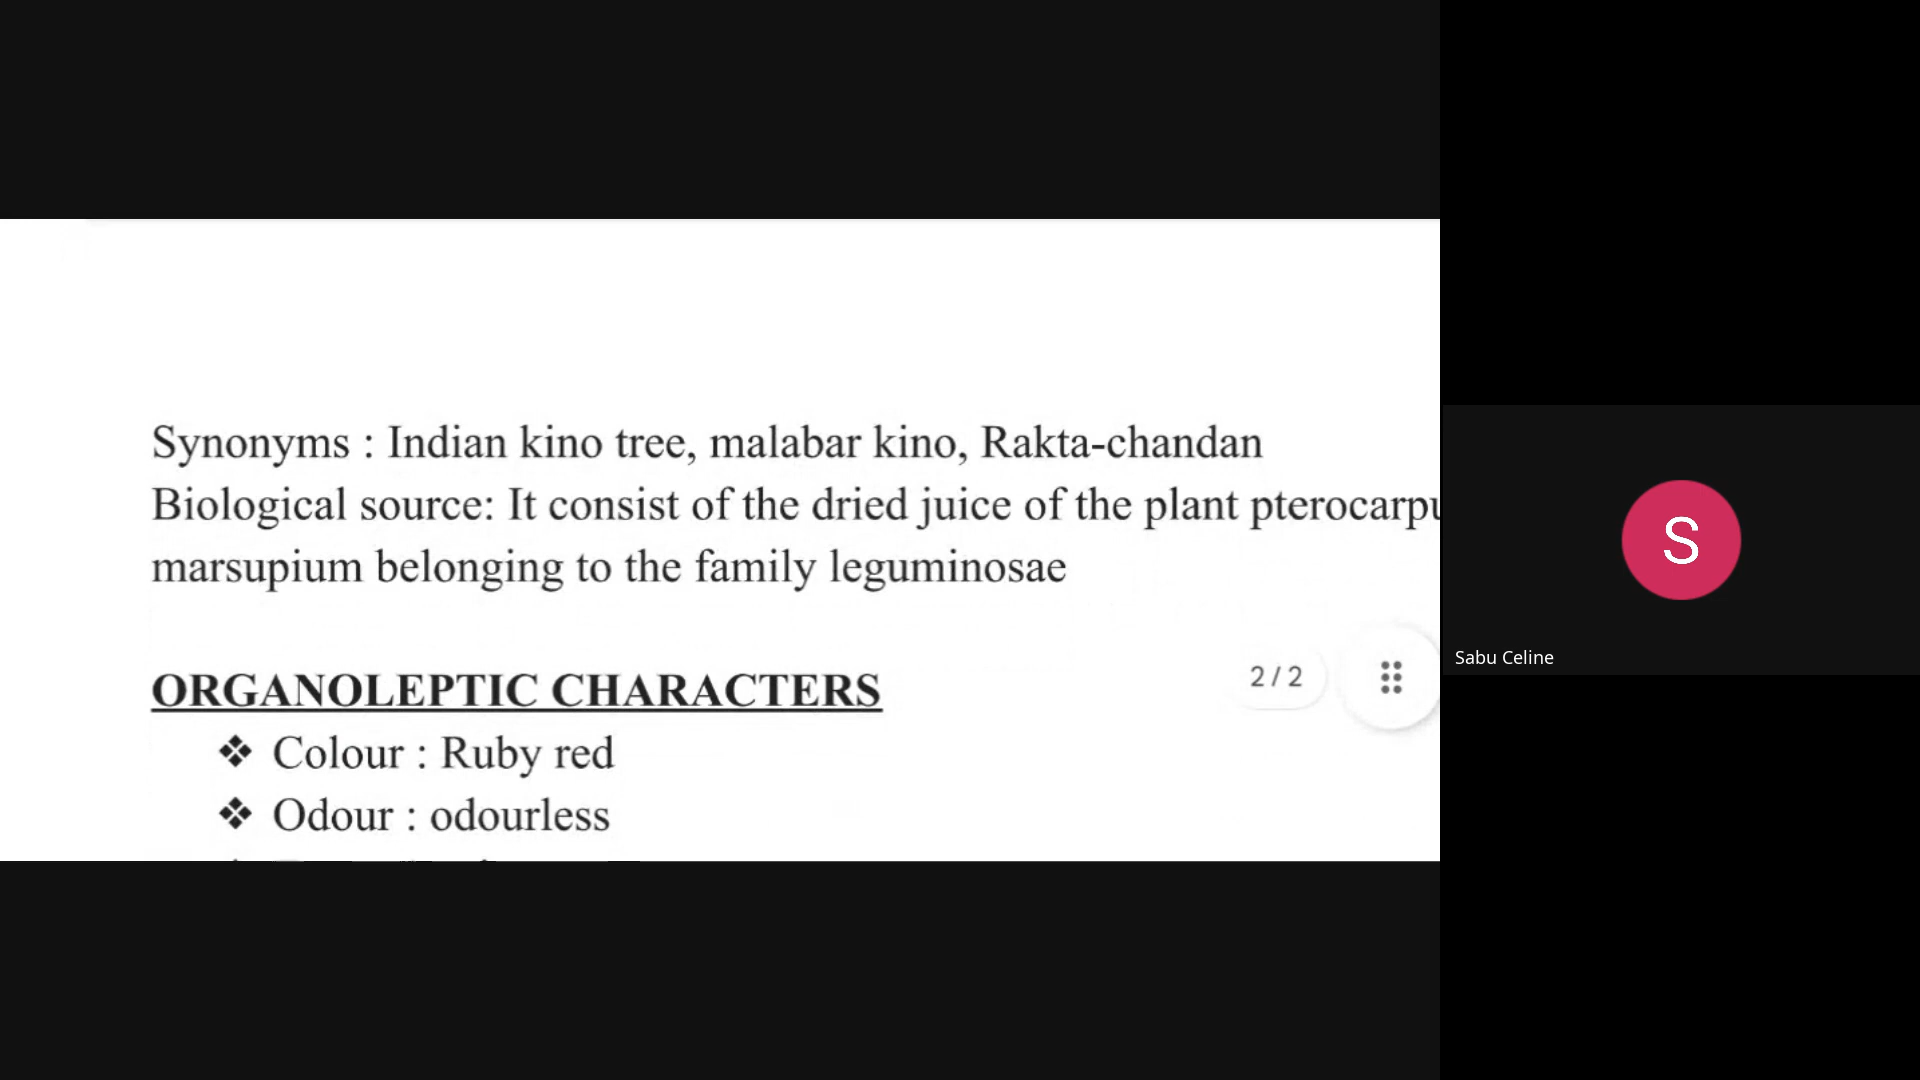 Synonyms : Indian kino tree, malabar kino, Rakta-chandan
Biological source: It consist of the dried juice of the plant
marsupium belonging to the family leguminosae
ORGANOLEPTIC CHARACTERS
2 / 2
❖ Colour : Ruby red
❖ Odour : odourless
S
Sabu Celine